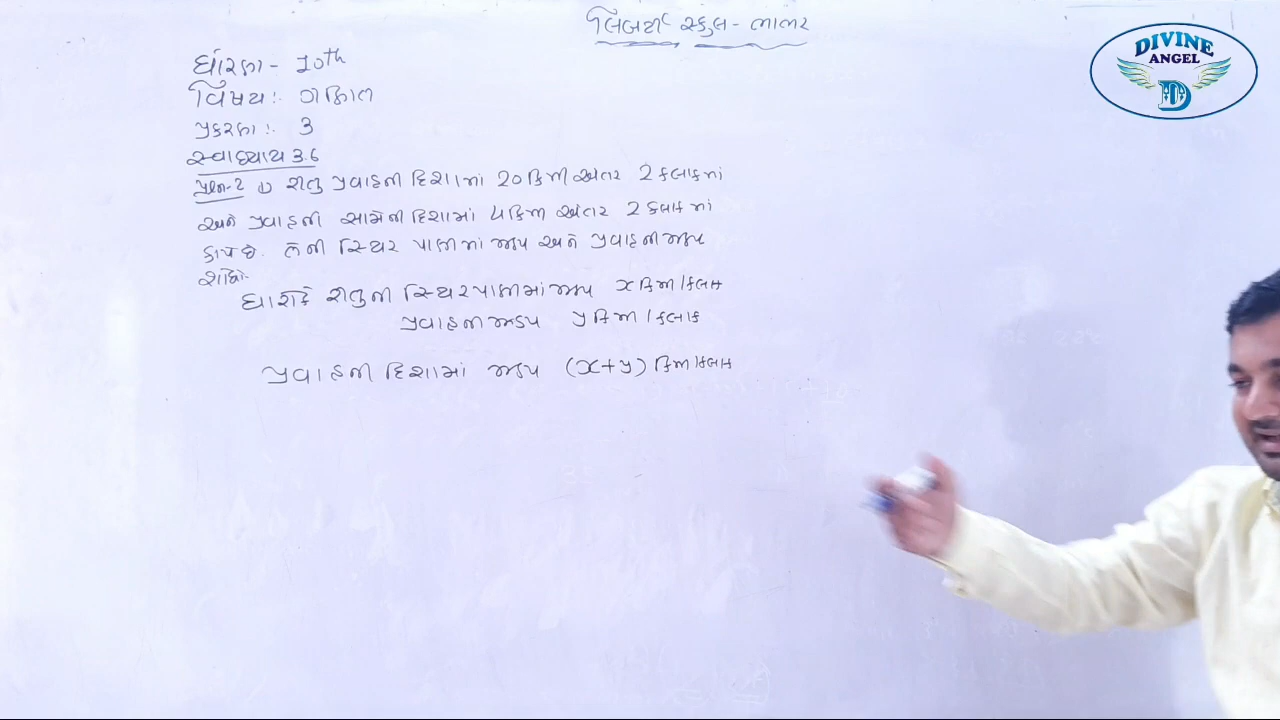 લિબર્ટી સ્કુલ - ભાભર
DIVINE
ANGEL
D
ધોરણ - 10th
વિષય :. ગણિત
પ્રકરણ :. 3
સ્વાધ્યાય 3.6
પ્રશ્ન-2 (i) રીતુ પ્રવાહની દિશામાં 20 કિમી અંતર 2 કલાકમાં
અને પ્રવાહની સામેની દિશામાં 4 કિમી અંતર 2 કલાકમાં
કાપે છે. તેની સ્થિર પાણીમાં ઝડપ અને પ્રવાહની ઝડપ
શોધો.
ધારો કે રીતુની સ્થિર પાણીમાં ઝડપ x કિમી/કલાક
પ્રવાહની ઝડપ y કિમી/કલાક
પ્રવાહની દિશામાં ઝડપ (x+y) કિમી/કલાક